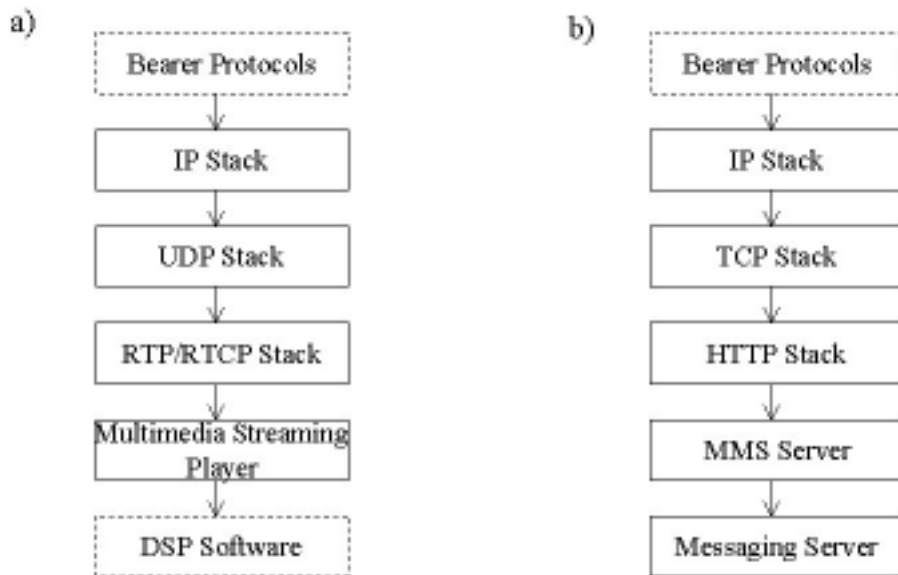 a)
Bearer Protocols
IP Stack
UDP Stack
RTP/RTCP Stack
Multimedia Streaming
Player
DSP Software
b)
Bearer Protocols
IP Stack
TCP Stack
HTTP Stack
MMS Server
Messaging Server